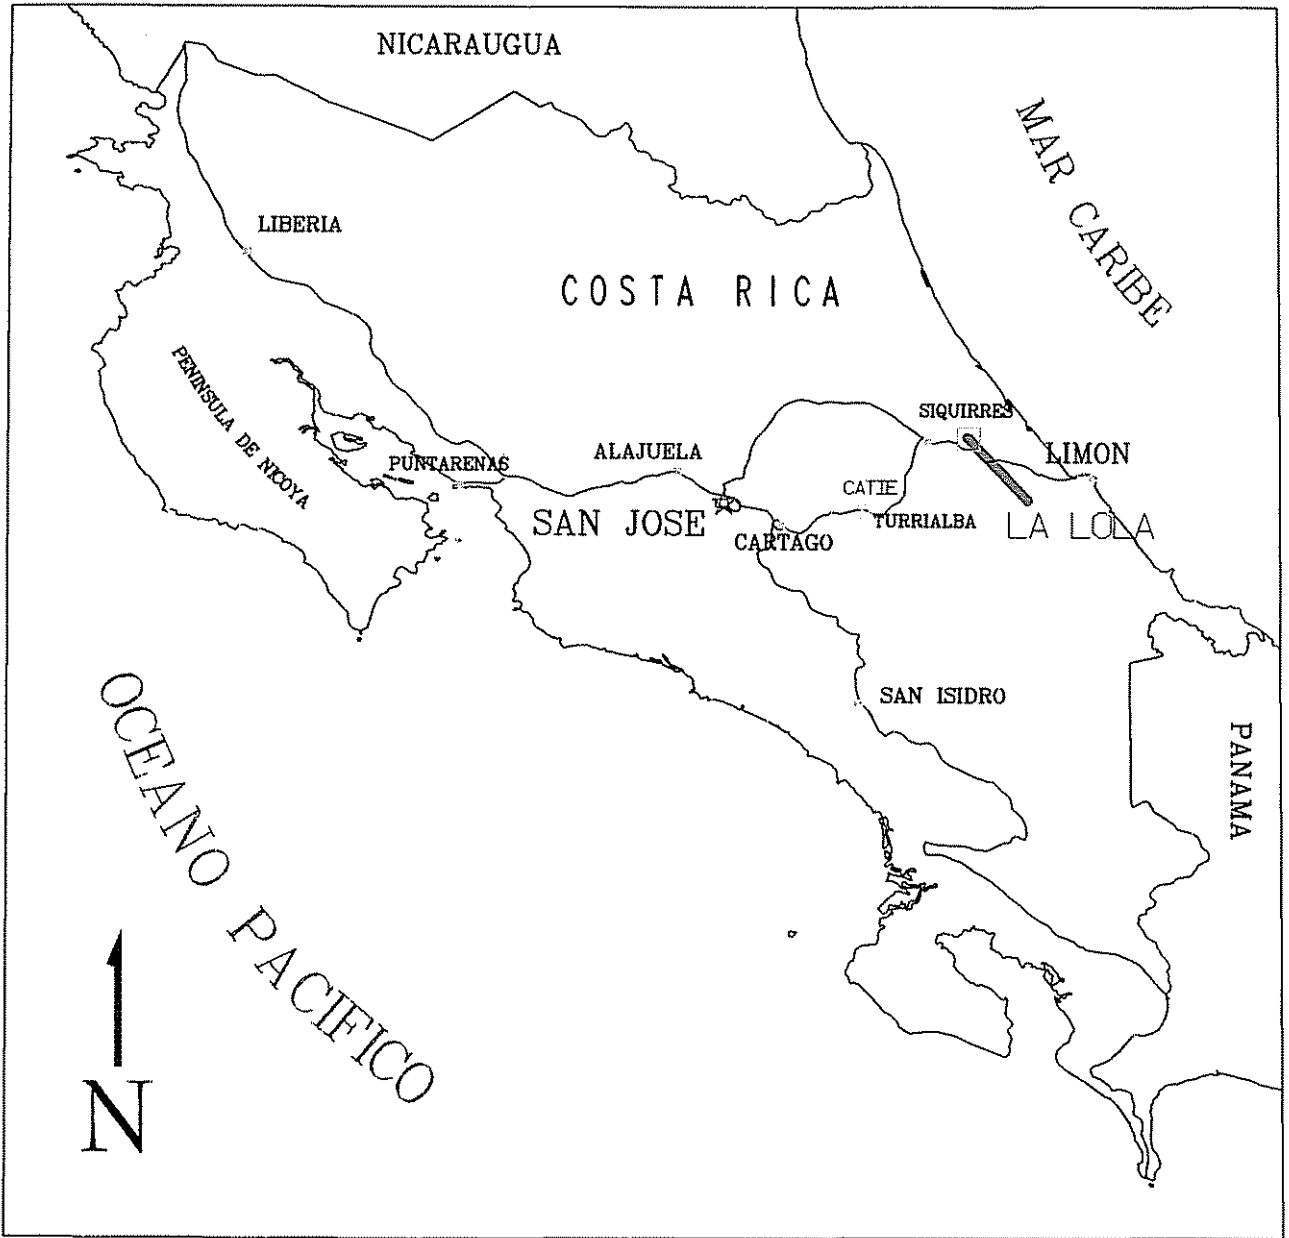 NICARAUGUA
MAR CARIBE
LIBERIA
COSTA RICA
PENINSULA DE NICOYA
SIQUIRRES
ALAJUELA
LIMON
PUNTARENAS
CATIE
SAN JOSE
TURRIALBA
LA LOLA
CARTAGO
SAN ISIDRO
OCEANO PACIFICO
PANAMA
N